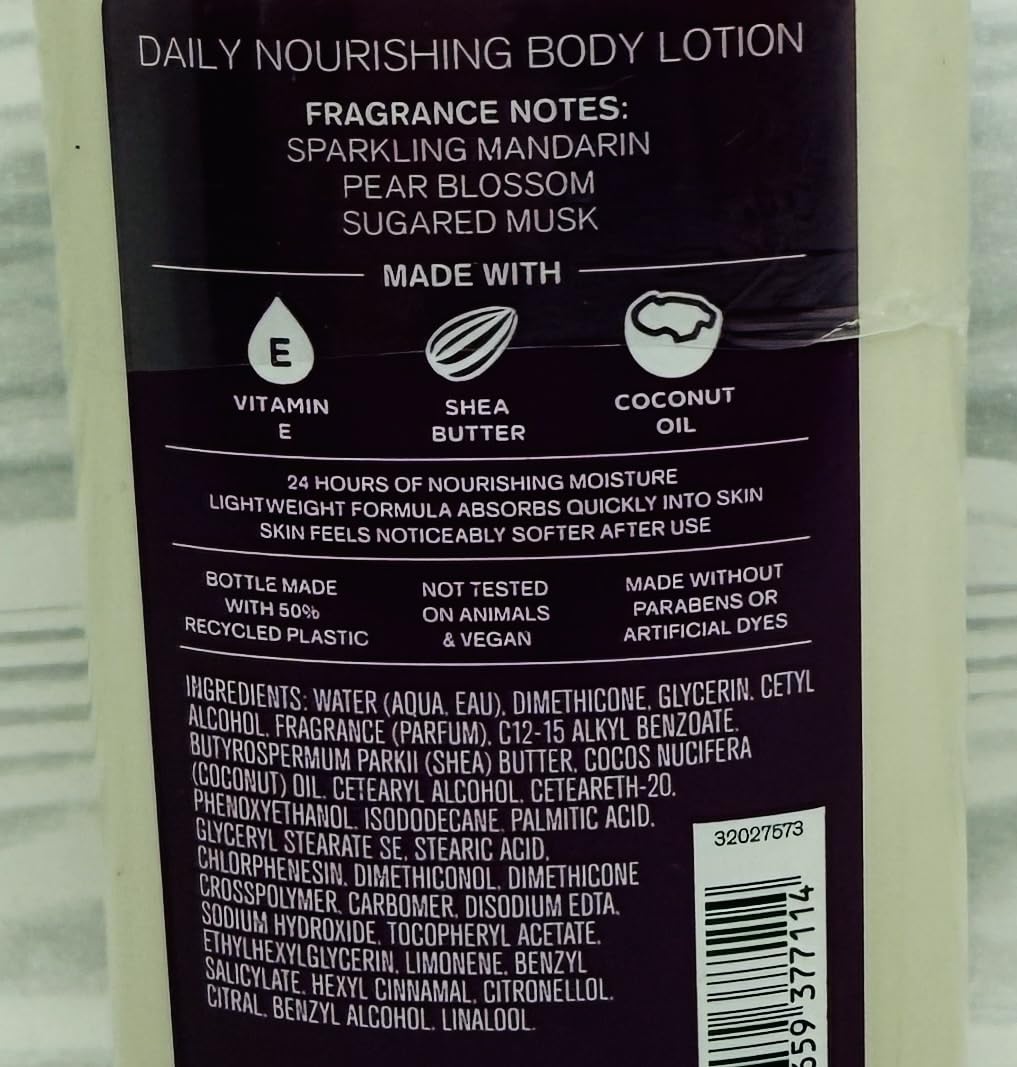 DAILY NOURISHING BODY LOTION
FRAGRANCE NOTES:
SPARKLING MANDARIN
PEAR BLOSSOM
SUGARED MUSK
MADE WITH
E
VITAMIN
E
SHEA
BUTTER
COCONUT
OIL
24 HOURS OF NOURISHING MOISTURE
LIGHTWEIGHT FORMULA ABSORBS QUICKLY INTO SKIN
SKIN FEELS NOTICEABLY SOFTER AFTER USE
BOTTLE MADE
WITH 50%
RECYCLED PLASTIC
NOT TESTED
ON ANIMALS
& VEGAN
MADE WITHOUT
PARABENS OR
ARTIFICIAL DYES
INGREDIENTS: WATER (AQUA, EAU), DIMETHICONE, GLYCERIN, CETYL
ALCOHOL, FRAGRANCE (PARFUM), C12-15 ALKYL BENZOATE,
BUTYROSPERMUM PARKII (SHEA) BUTTER, COCOS NUCIFERA
(COCONUT) OIL, CETEARYL ALCOHOL, CETEARETH-20,
PHENOXYETHANOL, ISODODECANE, PALMITIC ACID,
GLYCERYL STEARATE SE, STEARIC ACID,
CHLORPHENESIN, DIMETHICONOL, DIMETHICONE
CROSSPOLYMER, CARBOMER, DISODIUM EDTA,
SODIUM HYDROXIDE, TOCOPHERYL ACETATE,
ETHYLHEXYLGLYCERIN, LIMONENE, BENZYL
SALICYLATE, HEXYL CINNAMAL, CITRONELLOL,
CITRAL, BENZYL ALCOHOL, LINALOOL.
32027573
659 377114